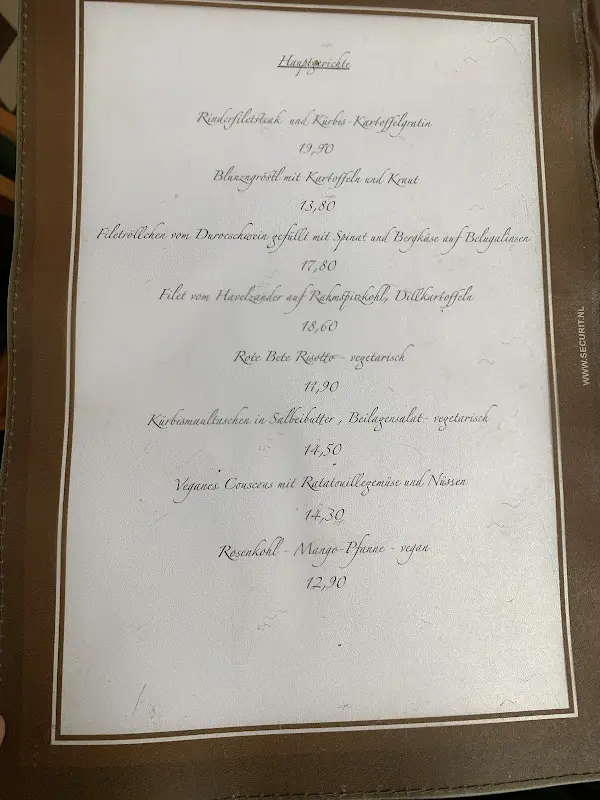 Hauptgerichte
Rinderfiletsteak und Kürbis-Kartoffelgratin
19,90
Blunzngröstl mit Kartoffeln und Kraut
13,80
Filetröllchen vom Durocschwein gefüllt mit Spinat und Bergkäse auf Belugalinsen
17,80
Filet vom Havelzander auf Rahmspitzkohl, Dillkartoffeln
18,60
Rote Bete Risotto - vegetarisch
11,90
Kürbismaultaschen in Salbeibutter , Beilagensalat- vegetarisch
14,50
Veganes Couscous mit Ratatouillegemüse und Nüssen
14,30
Rosenkohl - Mango-Pfanne - vegan
12,90
WWW.SECURIT.NL